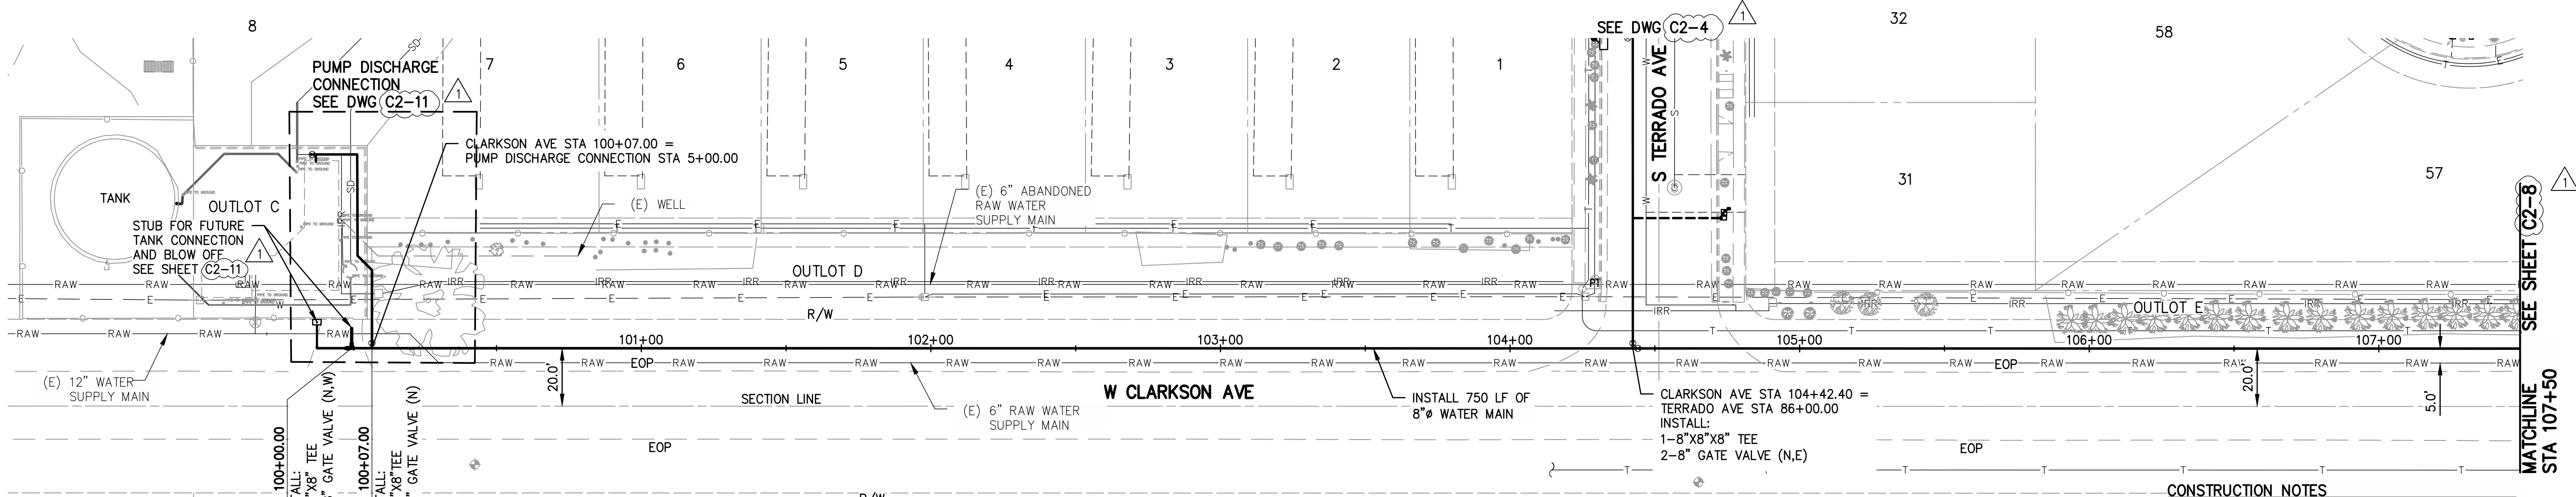 8
7
6
5
4
3
2
1
32
58
31
57
PUMP DISCHARGE
CONNECTION
SEE DWG C2-11
1
CLARKSON AVE STA 100+07.00 =
PUMP DISCHARGE CONNECTION STA 5+00.00
SEE DWG C2-4
1
S TERRADO AVE
TANK
OUTLOT C
STUB FOR FUTURE
TANK CONNECTION
AND BLOW OFF
SEE SHEET C2-11
1
(E) WELL
(E) 6" ABANDONED
RAW WATER
SUPPLY MAIN
OUTLOT D
OUTLOT E
R/W
101+00
102+00
103+00
104+00
105+00
106+00
107+00
EOP
EOP
20.0'
20.0'
5.0'
(E) 12" WATER
SUPPLY MAIN
SECTION LINE
(E) 6" RAW WATER
SUPPLY MAIN
W CLARKSON AVE
INSTALL 750 LF OF
8"ø WATER MAIN
CLARKSON AVE STA 104+42.40 =
TERRADO AVE STA 86+00.00
INSTALL:
1-8"X8"X8" TEE
2-8" GATE VALVE (N,E)
EOP
EOP
100+00.00
X8" TEE
GATE VALVE (N,W)
100+07.00
X8"TEE
GATE VALVE (N)
MATCHLINE SEE SHEET C2-8
STA 107+50
1
CONSTRUCTION NOTES